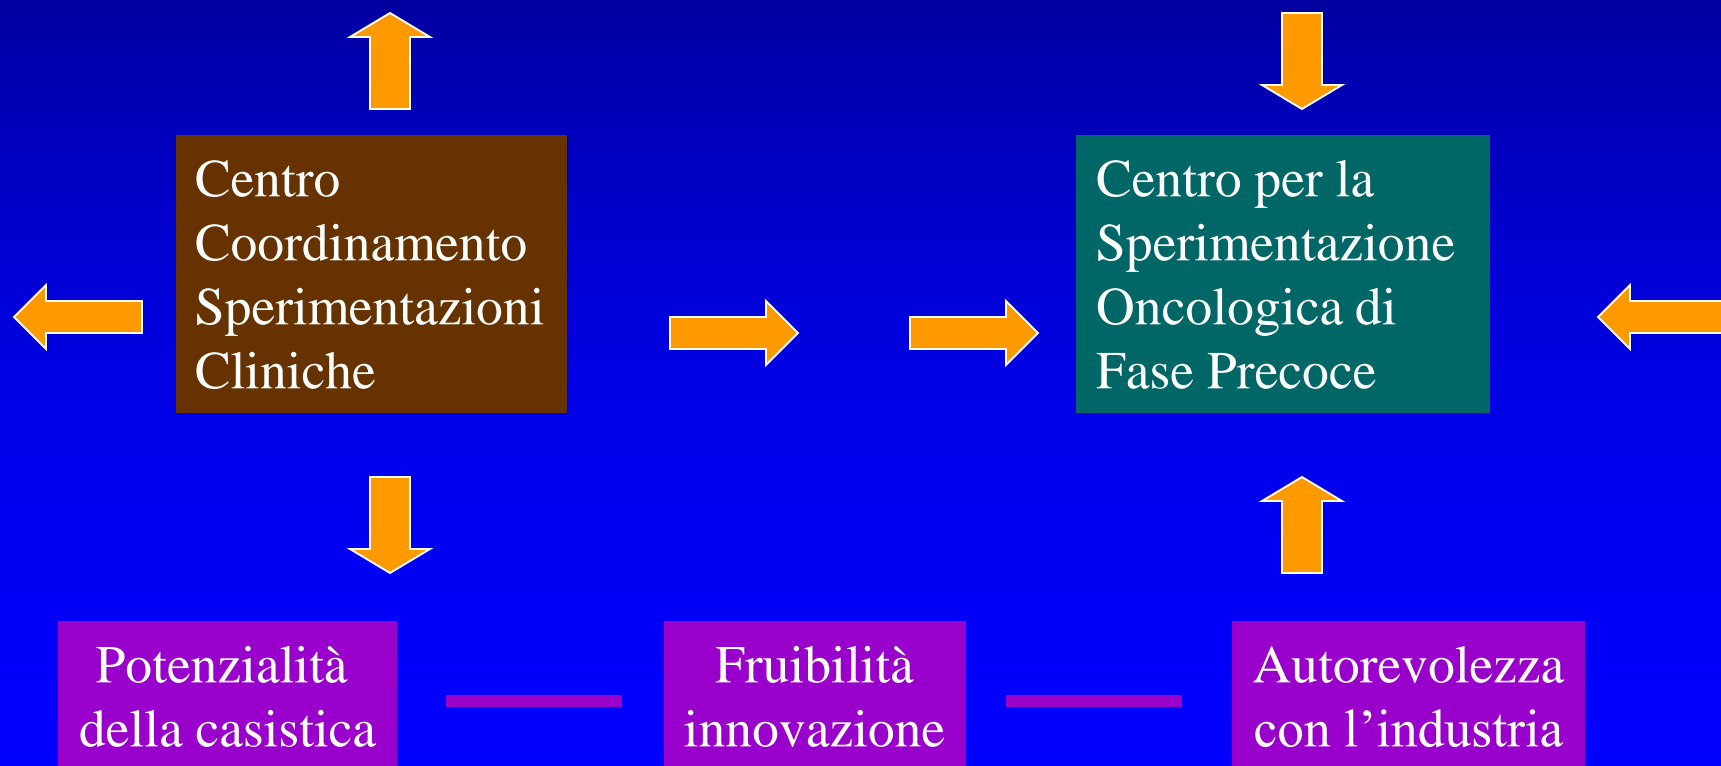 Centro
Coordinamento
Sperimentazioni
Cliniche
Centro per la
Sperimentazione
Oncologica di
Fase Precoce
Potenzialità
della casistica
Fruibilità
innovazione
Autorevolezza
con l’industria